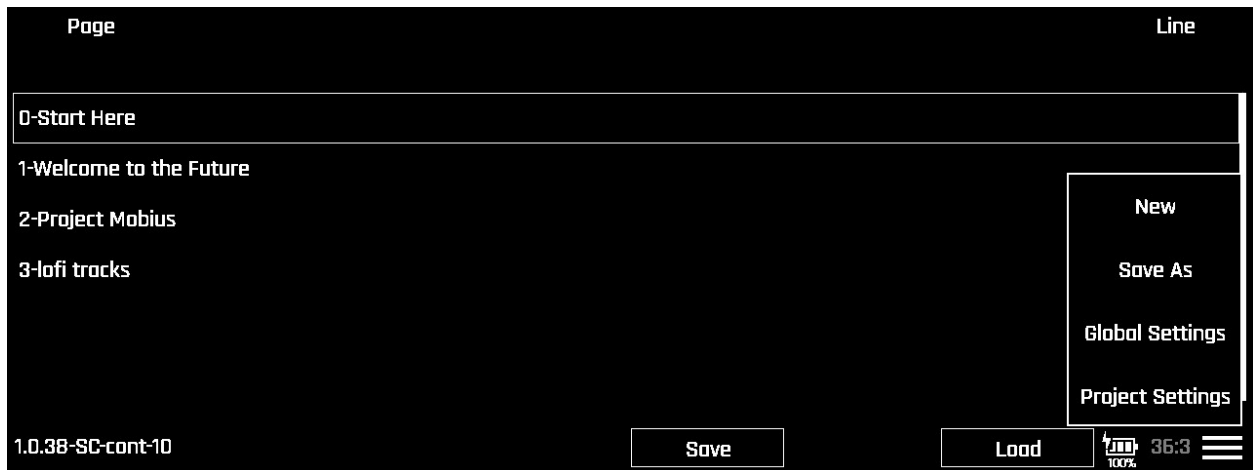 Page Line
0-Start Here
1-Welcome to the Future
2-Project Mobius
3-lofi tracks
New
Save As
Global Settings
Project Settings
1.0.38-SC-cont-10 Save Load 100% 36:3